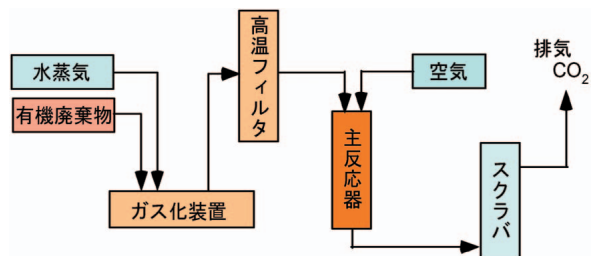 水蒸気
有機廃棄物
ガス化装置
高温フィルタ
空気
主反応器
スクラバ
排気
CO2